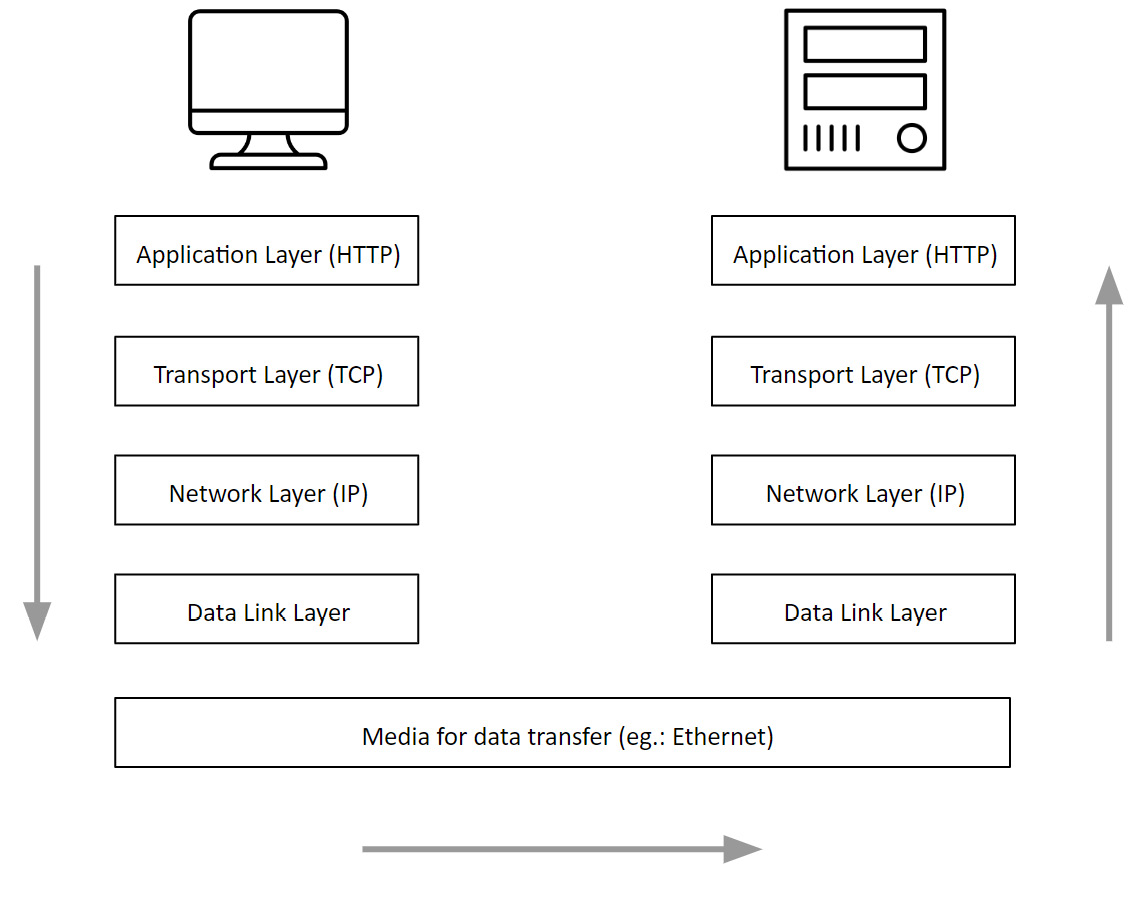 Application Layer (HTTP)
Application Layer (HTTP)
Transport Layer (TCP)
Transport Layer (TCP)
Network Layer (IP)
Network Layer (IP)
Data Link Layer
Data Link Layer
Media for data transfer (eg.: Ethernet)